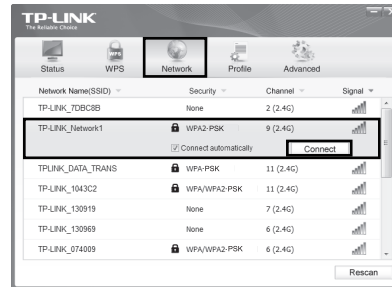 TP-LINK
The Reliable Choice
Status WPS Network Profile Advanced
Network Name(SSID) Security Channel Signal
TP-LINK_7DBC8B None 2 (2.4G)
TP-LINK_Network1 WPA2-PSK 9 (2.4G)
Connect automatically Connect
TPLINK_DATA_TRANS WPA-PSK 11 (2.4G)
TP-LINK_1043C2 WPA/WPA2-PSK 11 (2.4G)
TP-LINK_130919 None 7 (2.4G)
TP-LINK_130969 None 6 (2.4G)
TP-LINK_074009 WPA/WPA2-PSK 6 (2.4G)
Rescan